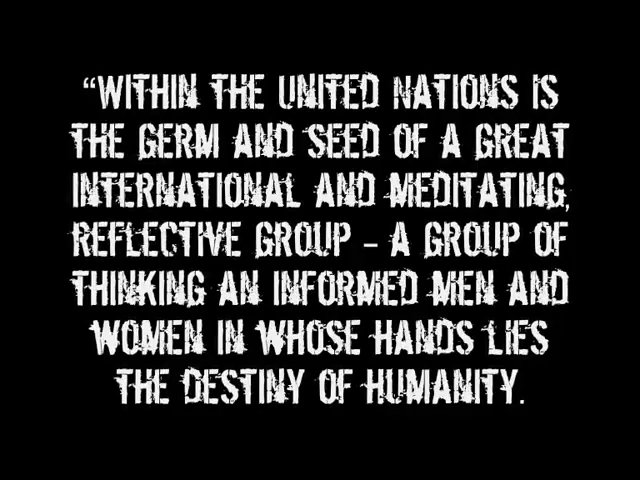 “WITHIN THE UNITED NATIONS IS
THE GERM AND SEED OF A GREAT
INTERNATIONAL AND MEDITATING,
REFLECTIVE GROUP – A GROUP OF
THINKING AN INFORMED MEN AND
WOMEN IN WHOSE HANDS LIES
THE DESTINY OF HUMANITY.